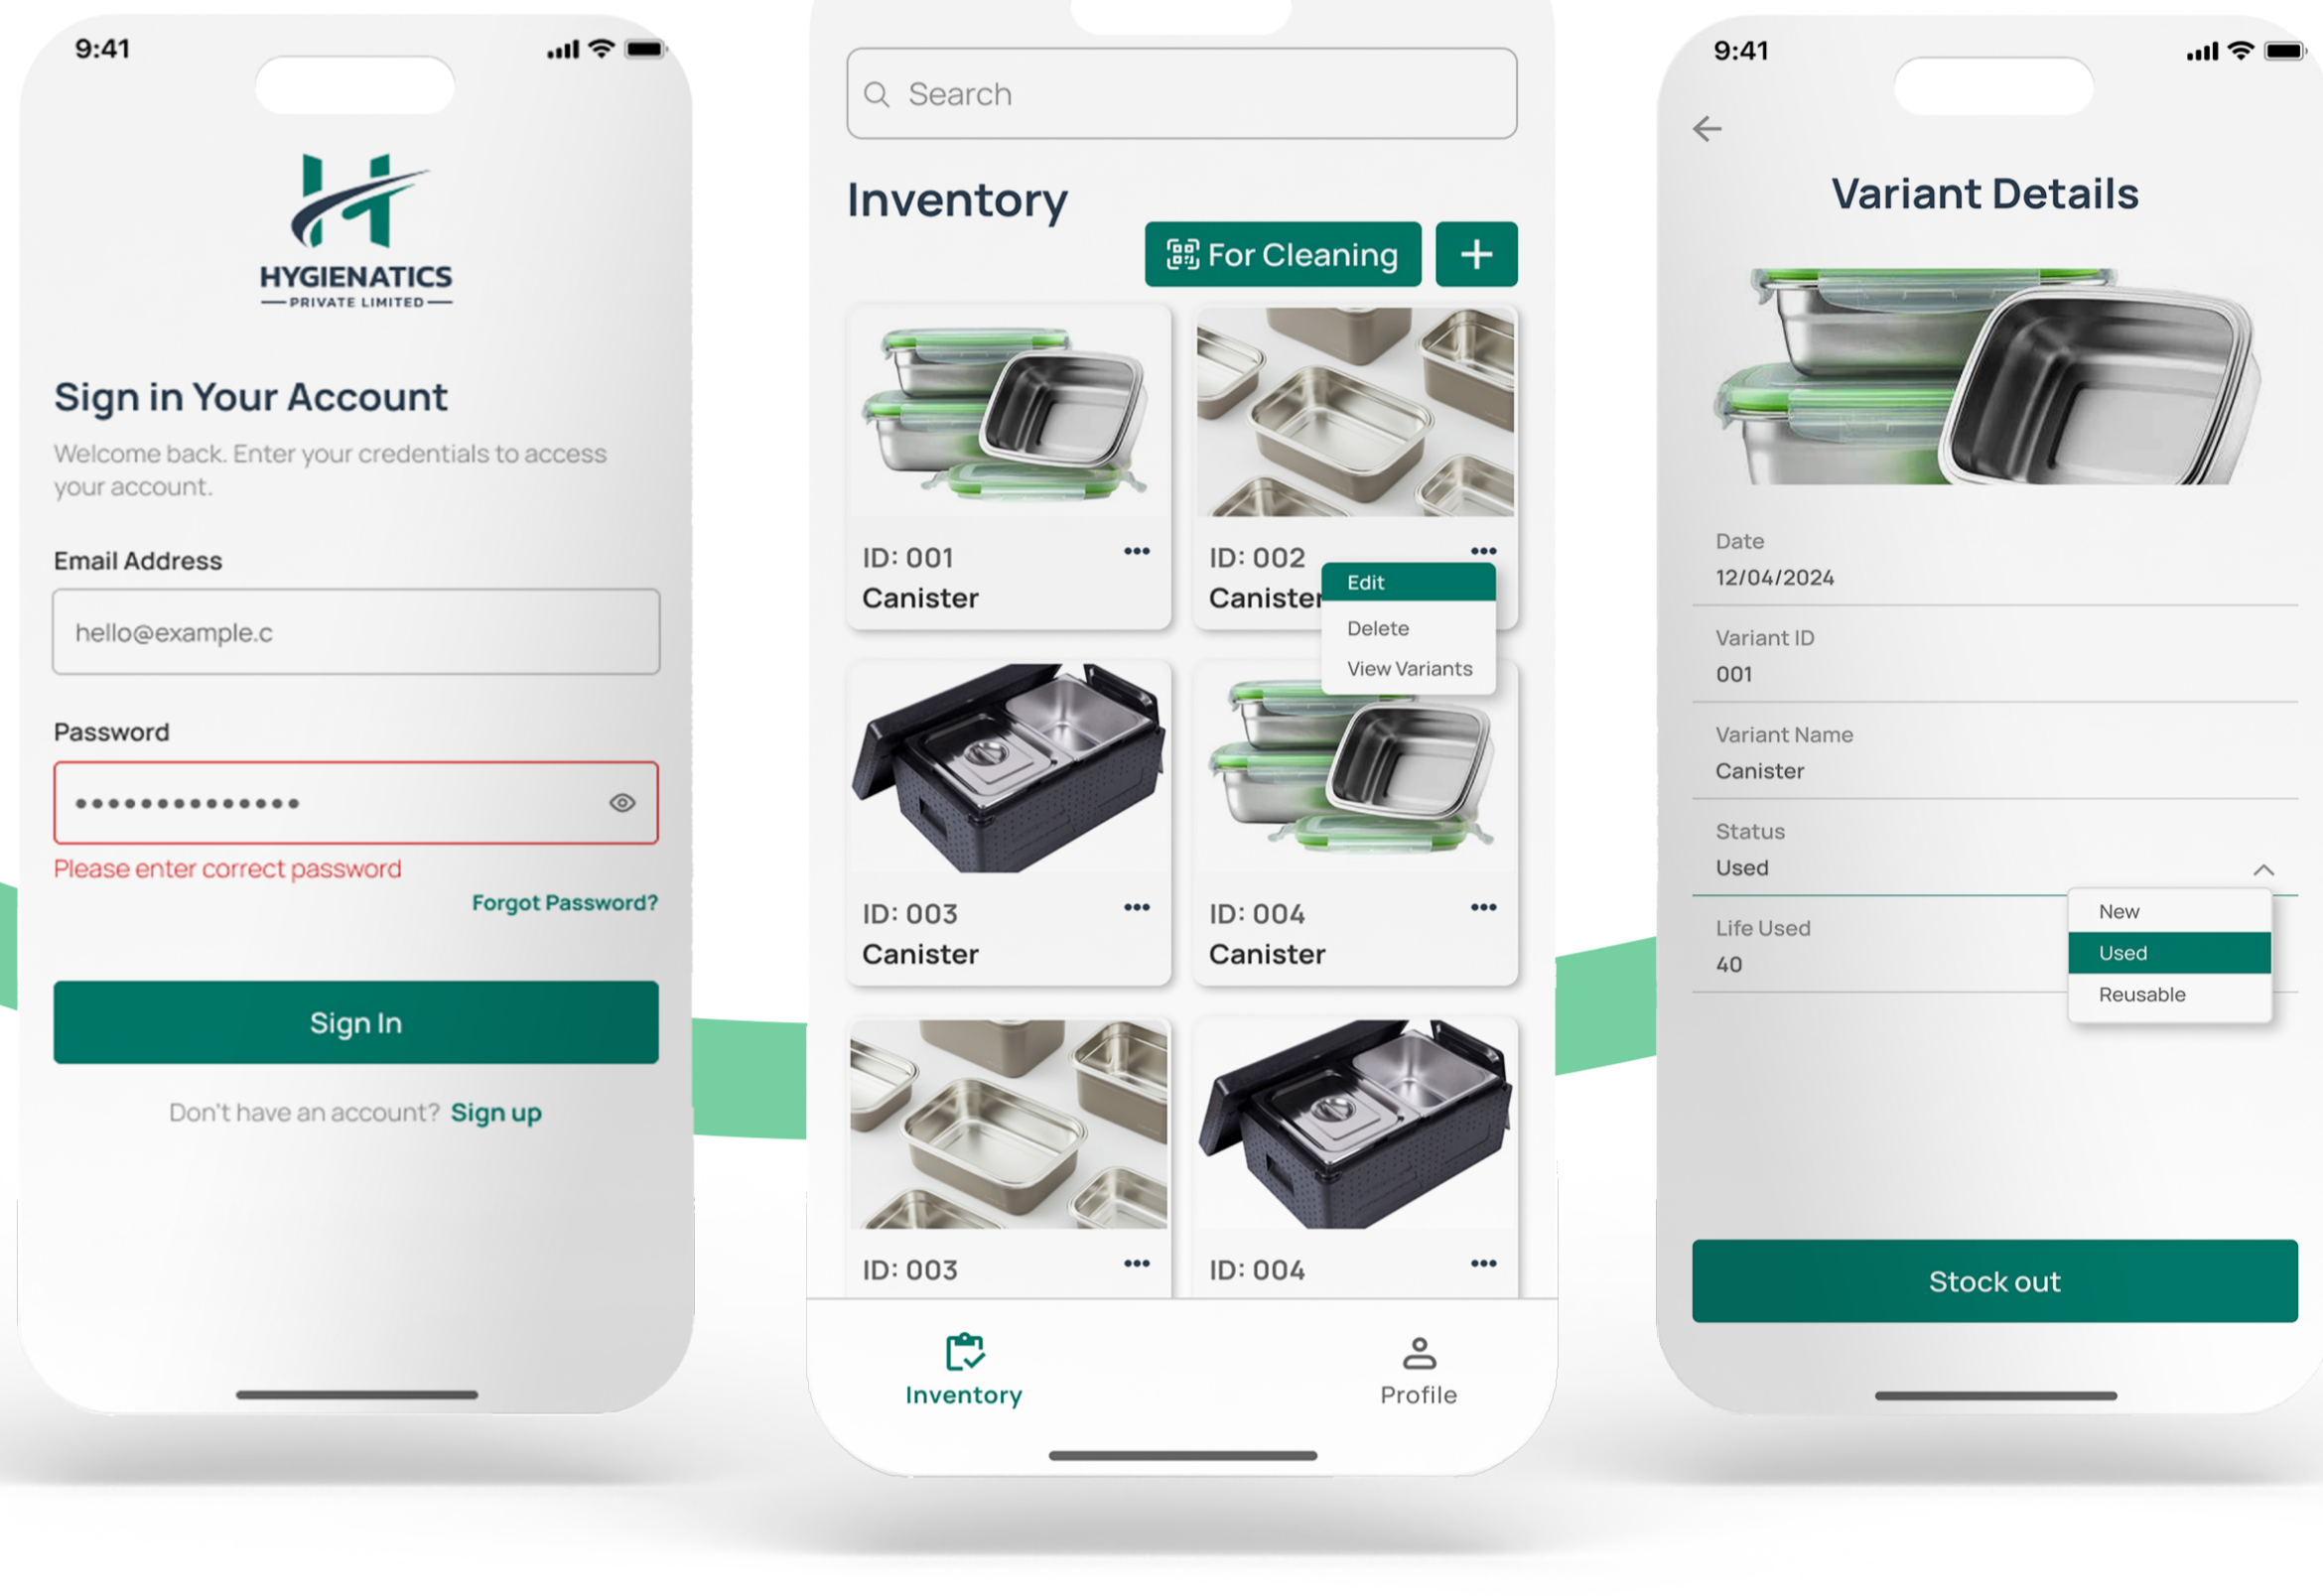 9:41
HYGIENATICS
PRIVATE LIMITED
Sign in Your Account
Welcome back. Enter your credentials to access
your account.
Email Address
hello@example.c
Password
Please enter correct password
Forgot Password?
Sign In
Don't have an account? Sign up
Search
Inventory
For Cleaning
ID: 001
Canister
ID: 002
Canister
Edit
Delete
View Variants
ID: 003
Canister
ID: 004
Canister
ID: 003
ID: 004
Inventory
Profile
9:41
Variant Details
Date
12/04/2024
Variant ID
001
Variant Name
Canister
Status
Used
New
Used
Reusable
Life Used
40
Stock out